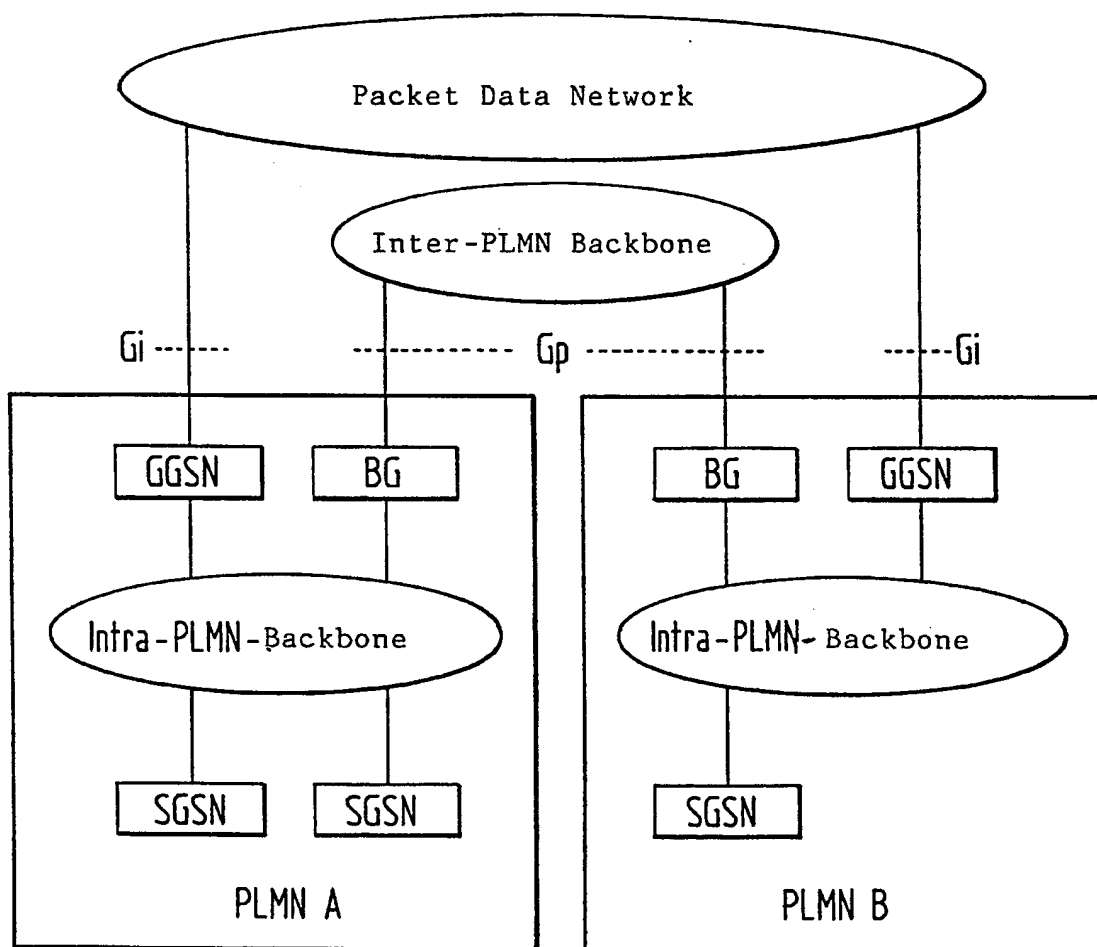 Packet Data Network
Inter-PLMN Backbone
Gi
Gp
Gi
GGSN
BG
BG
GGSN
Intra-PLMN-Backbone
Intra-PLMN-Backbone
SGSN
SGSN
SGSN
PLMN A
PLMN B